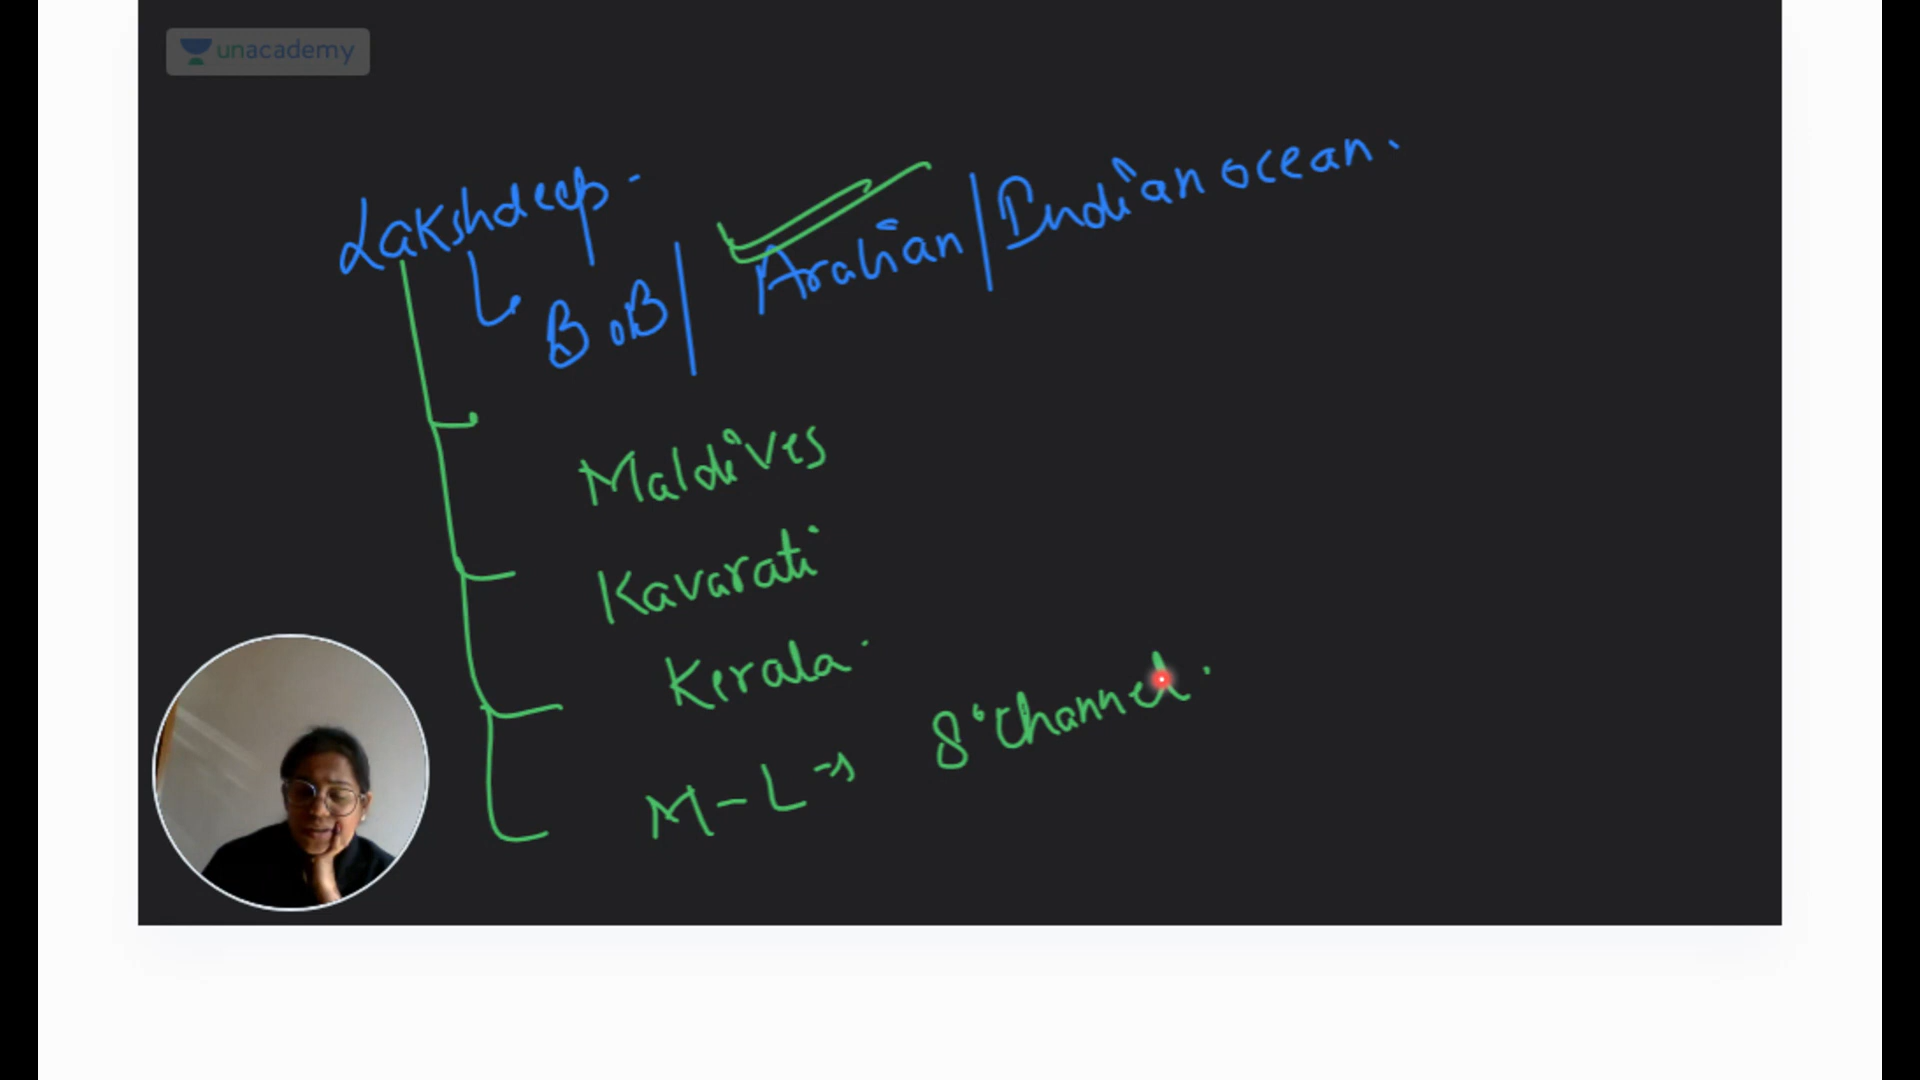 unacademy
Lakshdeep.
BoB / Arabian / Indian ocean.
Maldives
Kavarati
Kerala.
M-L → 8° Channel.